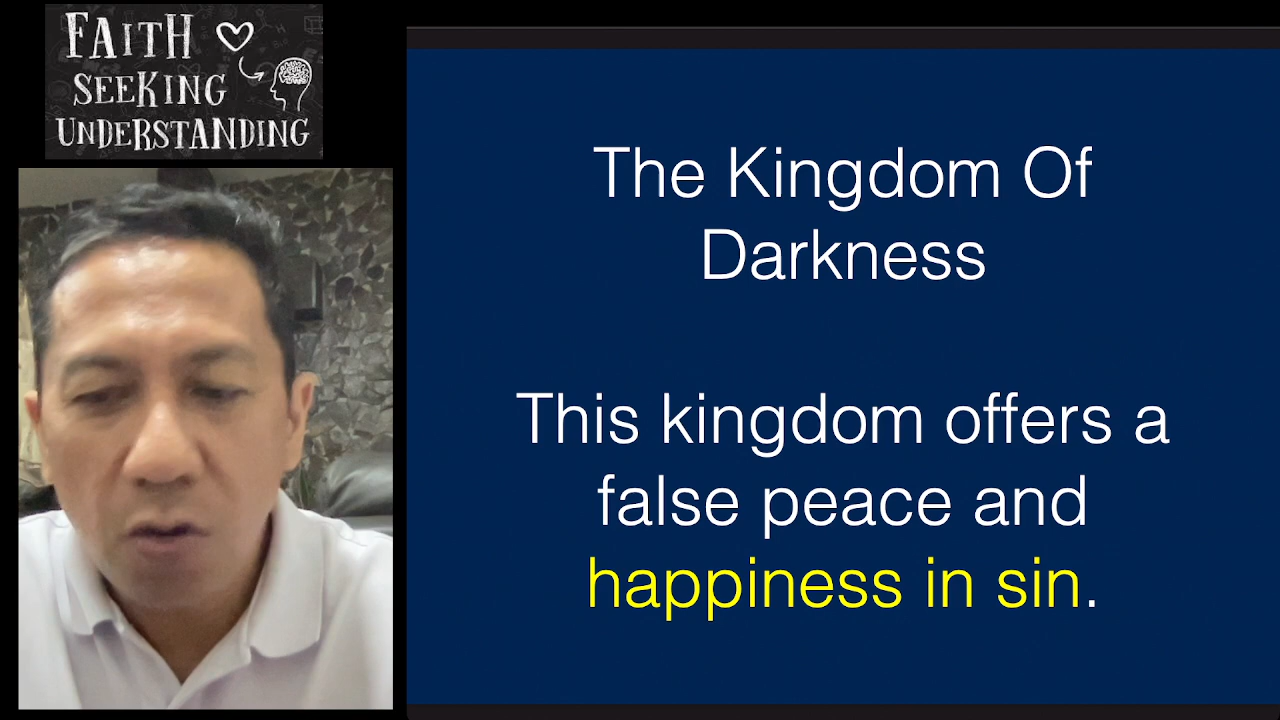 FAITH
SEEKING
UNDERSTANDING
The Kingdom Of
Darkness
This kingdom offers a
false peace and
happiness in sin.